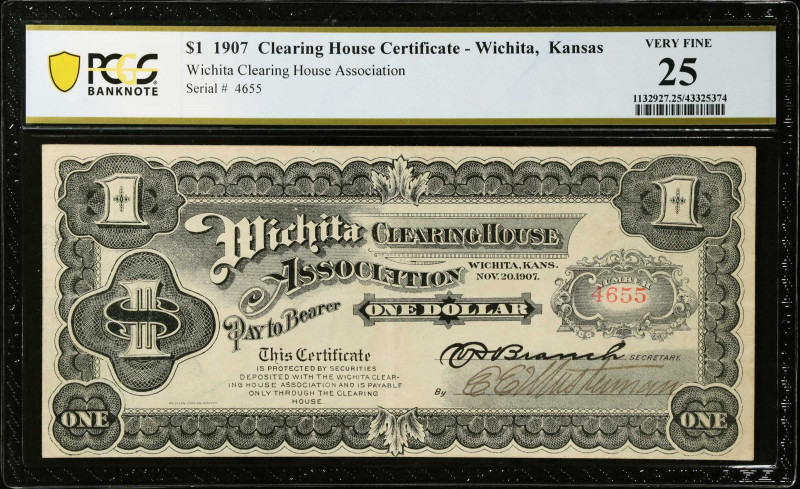 $1 1907 Clearing House Certificate - Wichita, Kansas
Wichita Clearing House Association
Serial # 4655
PCGS
BANKNOTE
VERY FINE
25
1132927.25/43325374
1
1
Wichita CLEARING HOUSE
ASSOCIATION
WICHITA, KANS.
NOV. 20, 1907.
NUMBER
4655
$1
PAY to Bearer
ONE DOLLAR
This Certificate
IS PROTECTED BY SECURITIES
DEPOSITED WITH THE WICHITA CLEAR-
ING HOUSE ASSOCIATION AND IS PAYABLE
ONLY THROUGH THE CLEARING
HOUSE.
Branch SECRETARY.
By
ONE
ONE